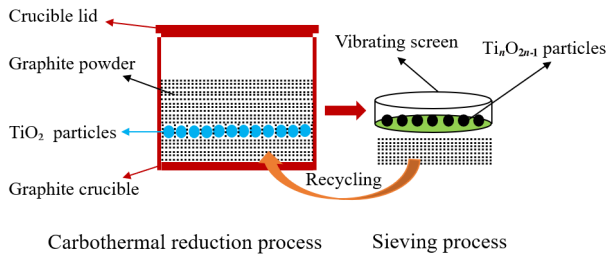 Crucible lid
Graphite powder
TiO₂ particles
Graphite crucible
Vibrating screen
TiₙO₂ₙ₋₁ particles
Recycling
Carbothermal reduction process
Sieving process